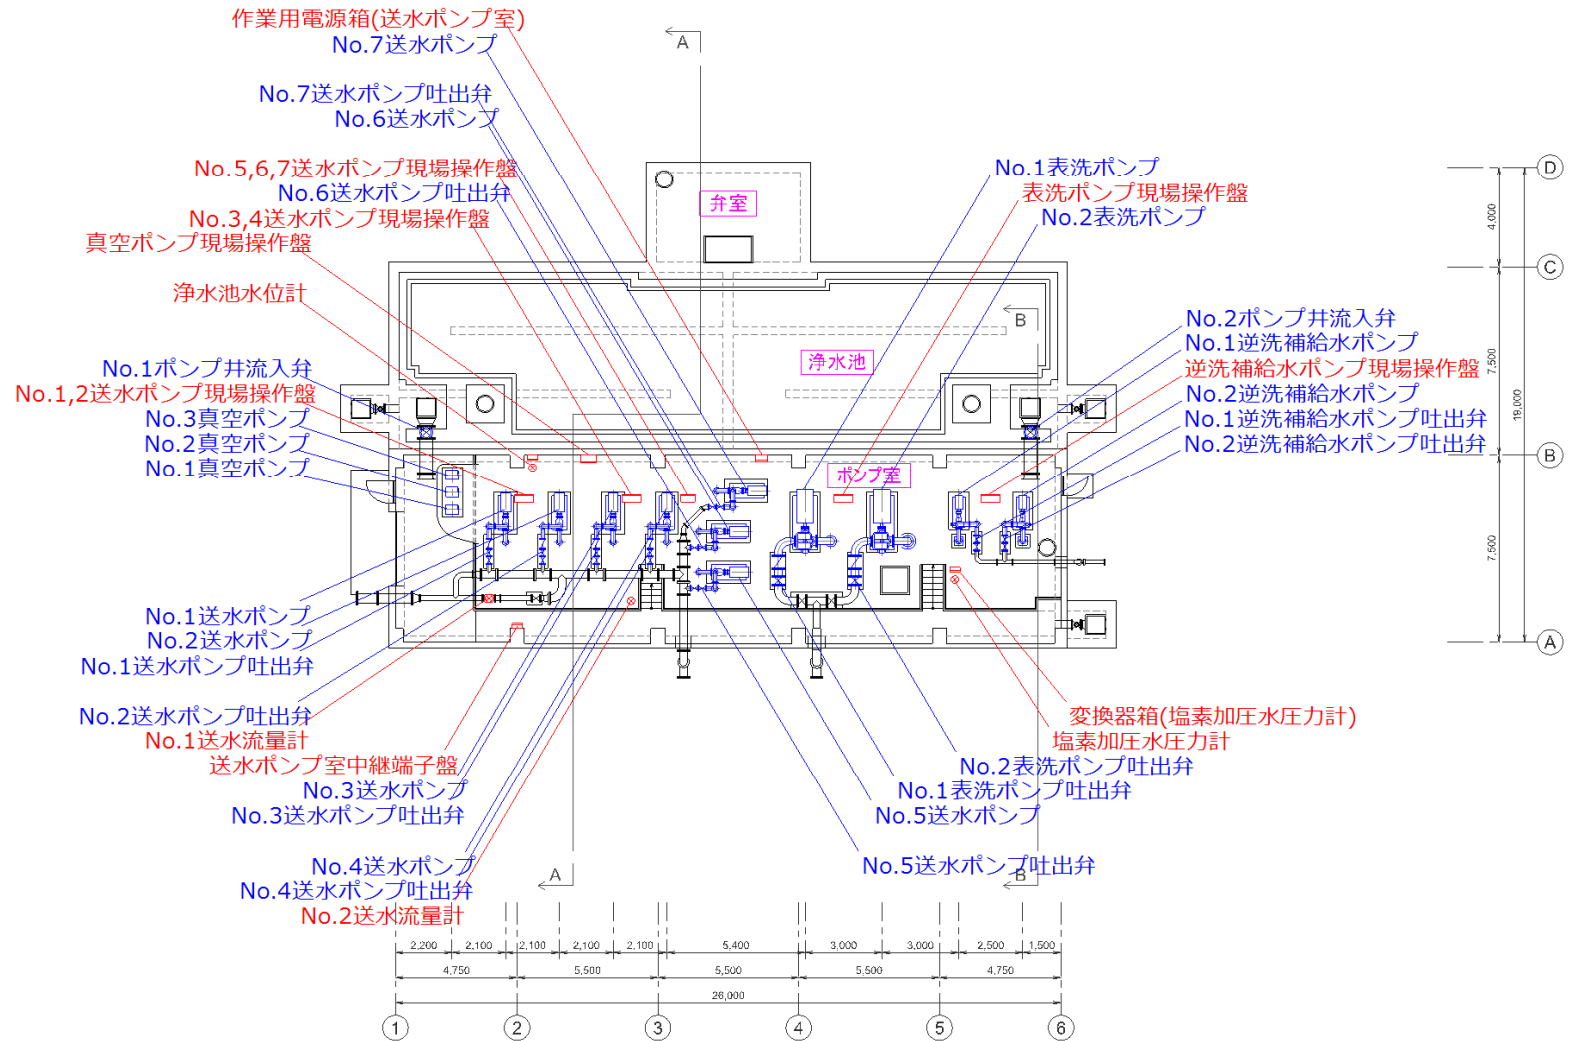 作業用電源箱(送水ポンプ室)
No.7送水ポンプ
A
No.7送水ポンプ吐出弁
No.6送水ポンプ
No.5,6,7送水ポンプ現場操作盤
No.6送水ポンプ吐出弁
No.3,4送水ポンプ現場操作盤
真空ポンプ現場操作盤
浄水池水位計
No.1ポンプ井流入弁
No.1,2送水ポンプ現場操作盤
No.3真空ポンプ
No.2真空ポンプ
No.1真空ポンプ
弁室
浄水池
ポンプ室
No.1表洗ポンプ
表洗ポンプ現場操作盤
No.2表洗ポンプ
B
No.2ポンプ井流入弁
No.1逆洗補給水ポンプ
逆洗補給水ポンプ現場操作盤
No.2逆洗補給水ポンプ
No.1逆洗補給水ポンプ吐出弁
No.2逆洗補給水ポンプ吐出弁
D
C
B
A
4,000
7,500
7,500
19,000
No.1送水ポンプ
No.2送水ポンプ
No.1送水ポンプ吐出弁
No.2送水ポンプ吐出弁
No.1送水流量計
送水ポンプ室中継端子盤
No.3送水ポンプ
No.3送水ポンプ吐出弁
No.4送水ポンプ
No.4送水ポンプ吐出弁
No.2送水流量計
変換器箱(塩素加圧水圧力計)
塩素加圧水圧力計
No.2表洗ポンプ吐出弁
No.1表洗ポンプ吐出弁
No.5送水ポンプ
No.5送水ポンプ吐出弁
A
B
2,200 2,100 2,100 2,100 2,100 5,400 3,000 3,000 2,500 1,500
4,750 5,500 5,500 5,500 4,750
26,000
1 2 3 4 5 6